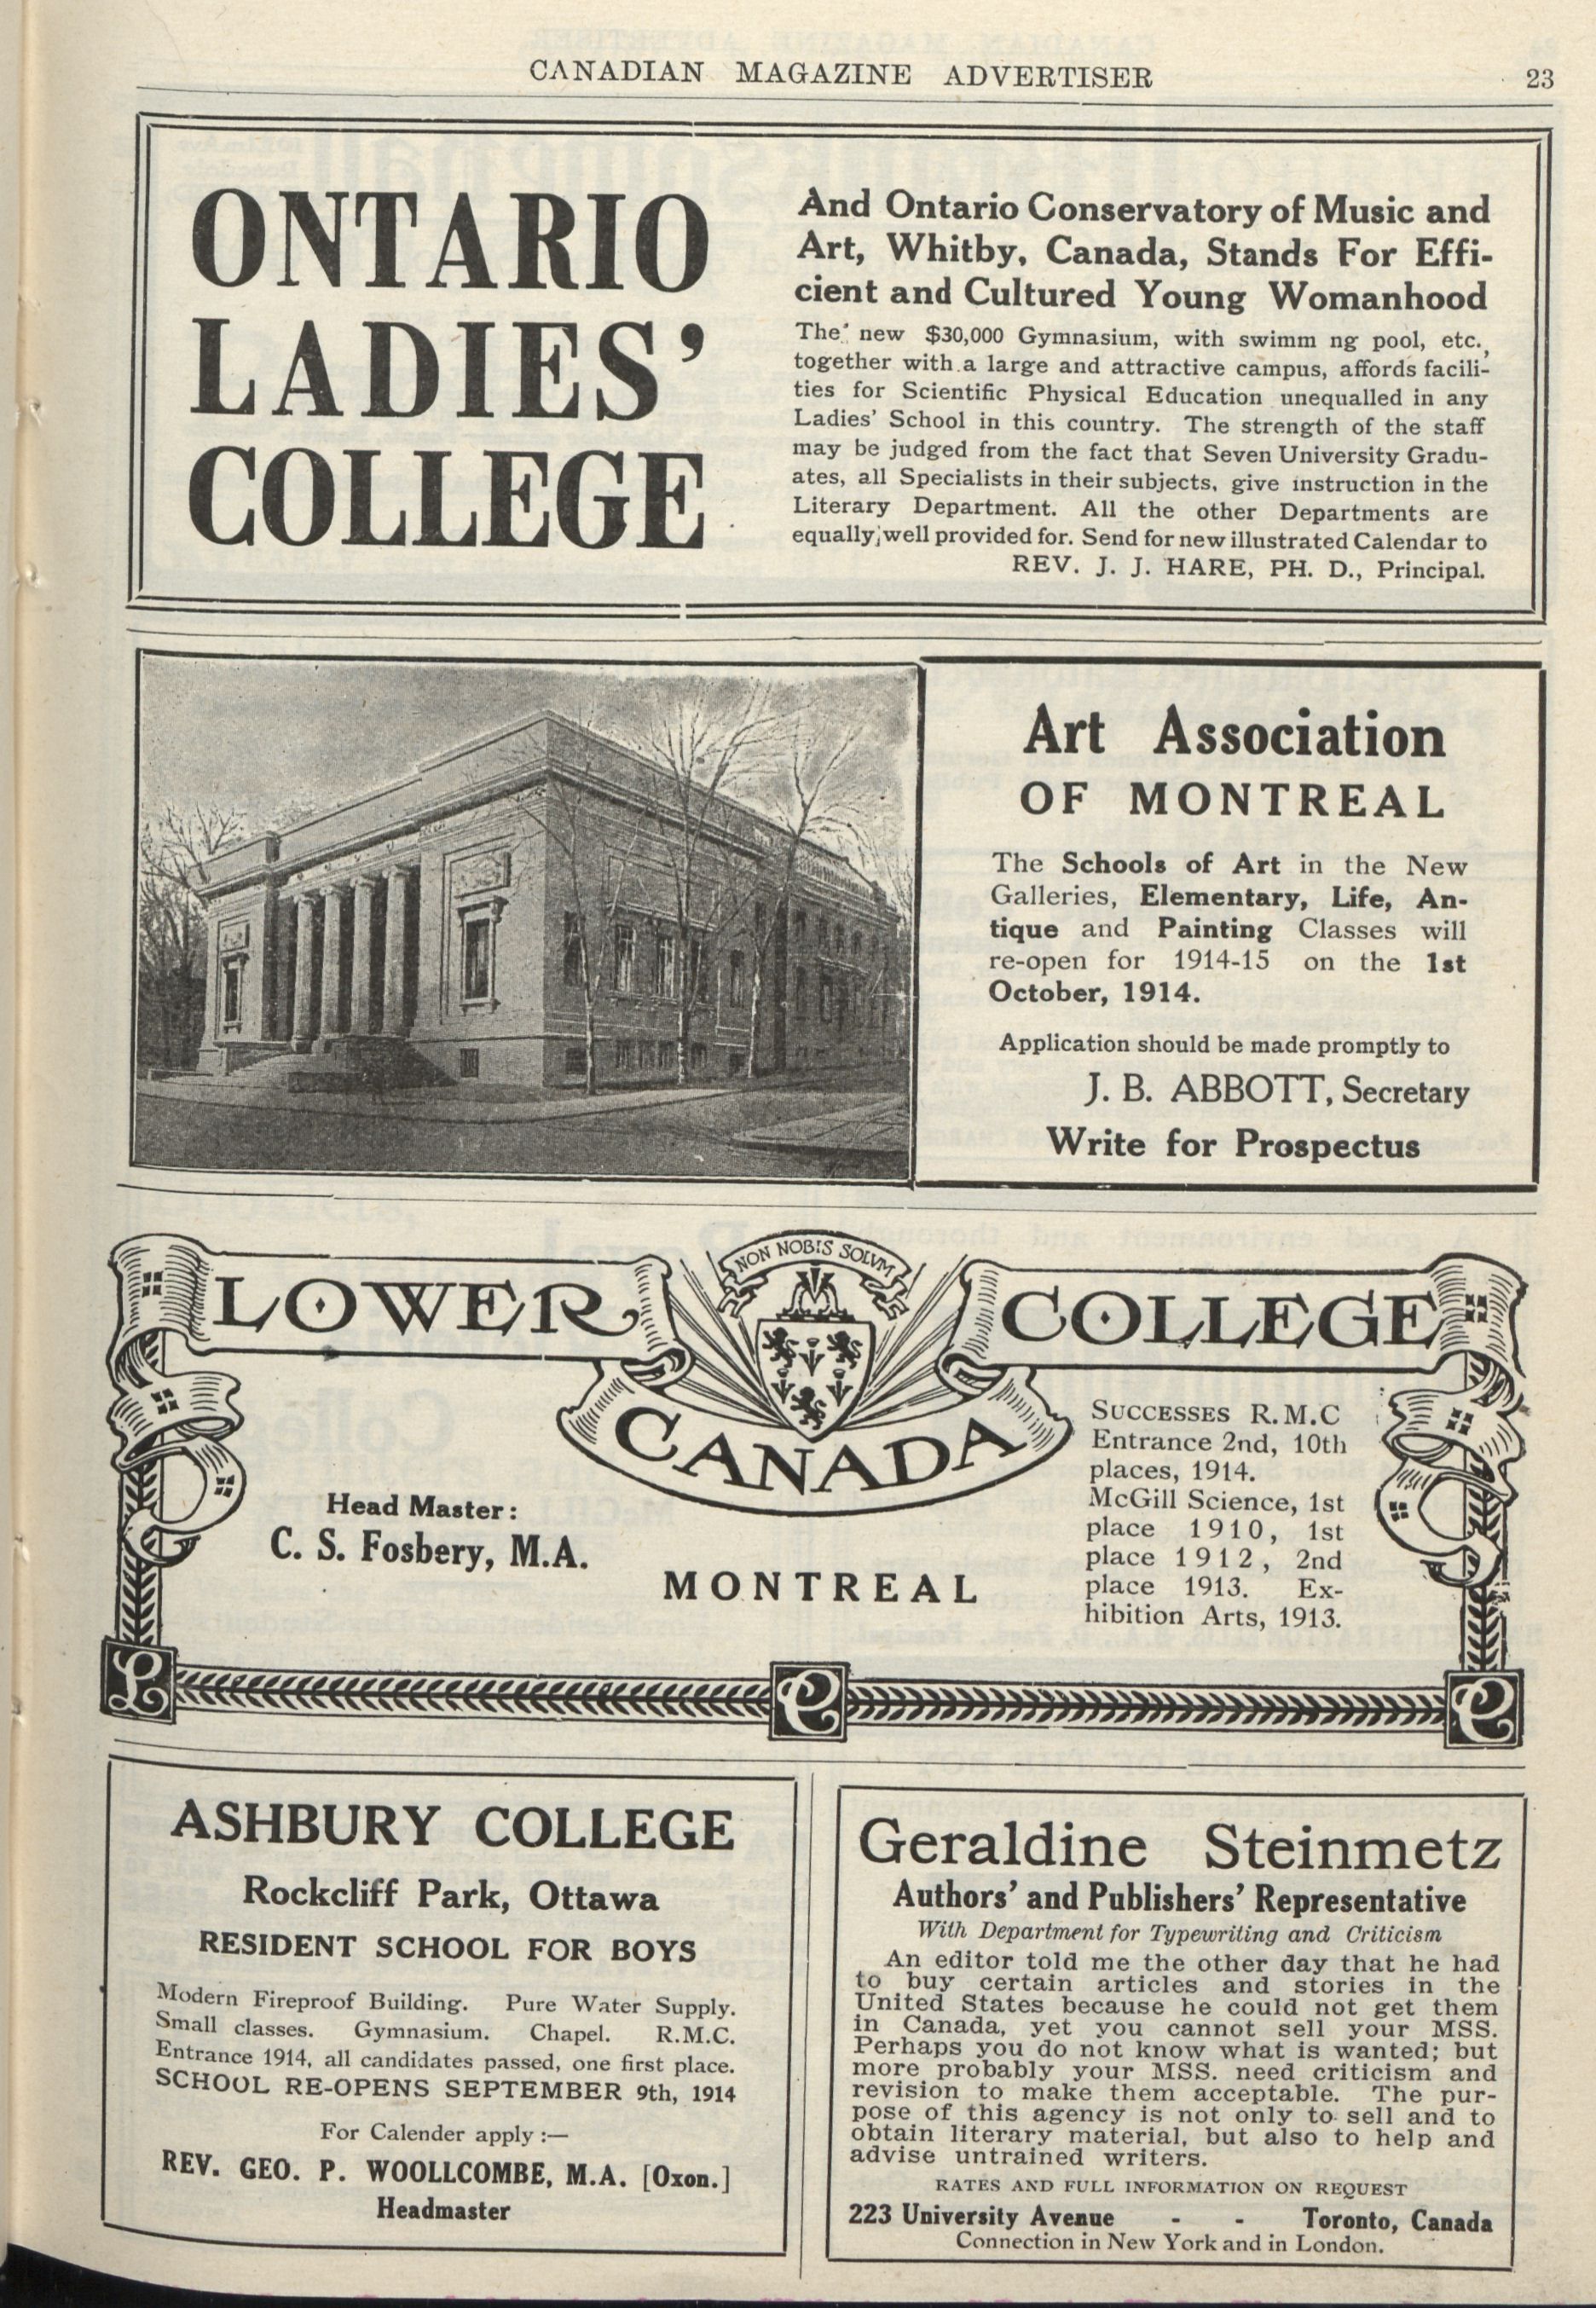 CANADIAN MAGAZINE ADVERTISER 23
ONTARIO
LADIES'
COLLEGE
And Ontario Conservatory of Music and
Art, Whitby, Canada, Stands For Effi-
cient and Cultured Young Womanhood
The new $30,000 Gymnasium, with swimm ng pool, etc.,
together with a large and attractive campus, affords facili-
ties for Scientific Physical Education unequalled in any
Ladies' School in this country. The strength of the staff
may be judged from the fact that Seven University Gradu-
ates, all Specialists in their subjects, give instruction in the
Literary Department. All the other Departments are
equally well provided for. Send for new illustrated Calendar to
REV. J. J. HARE, PH. D., Principal.
Art Association
OF MONTREAL
The Schools of Art in the New
Galleries, Elementary, Life, An-
tique and Painting Classes will
re-open for 1914-15 on the 1st
October, 1914.
Application should be made promptly to
J. B. ABBOTT, Secretary
Write for Prospectus
NON NOBIS SOLVM
LOWER
CANADA
COLLEGE
Head Master:
C. S. Fosbery, M.A.
MONTREAL
SUCCESSES R.M.C
Entrance 2nd, 10th
places, 1914.
McGill Science, 1st
place 1910, 1st
place 1912, 2nd
place 1913. Ex-
hibition Arts, 1913.
L C C
ASHBURY COLLEGE
Rockcliff Park, Ottawa
RESIDENT SCHOOL FOR BOYS
Modern Fireproof Building. Pure Water Supply.
Small classes. Gymnasium. Chapel. R.M.C.
Entrance 1914, all candidates passed, one first place.
SCHOOL RE-OPENS SEPTEMBER 9th, 1914
For Calender apply :—
REV. GEO. P. WOOLLCOMBE, M.A. [Oxon.]
Headmaster
Geraldine Steinmetz
Authors' and Publishers' Representative
With Department for Typewriting and Criticism
An editor told me the other day that he had
to buy certain articles and stories in the
United States because he could not get them
in Canada, yet you cannot sell your MSS.
Perhaps you do not know what is wanted; but
more probably your MSS. need criticism and
revision to make them acceptable. The pur-
pose of this agency is not only to sell and to
obtain literary material, but also to help and
advise untrained writers.
RATES AND FULL INFORMATION ON REQUEST
223 University Avenue - - Toronto, Canada
Connection in New York and in London.